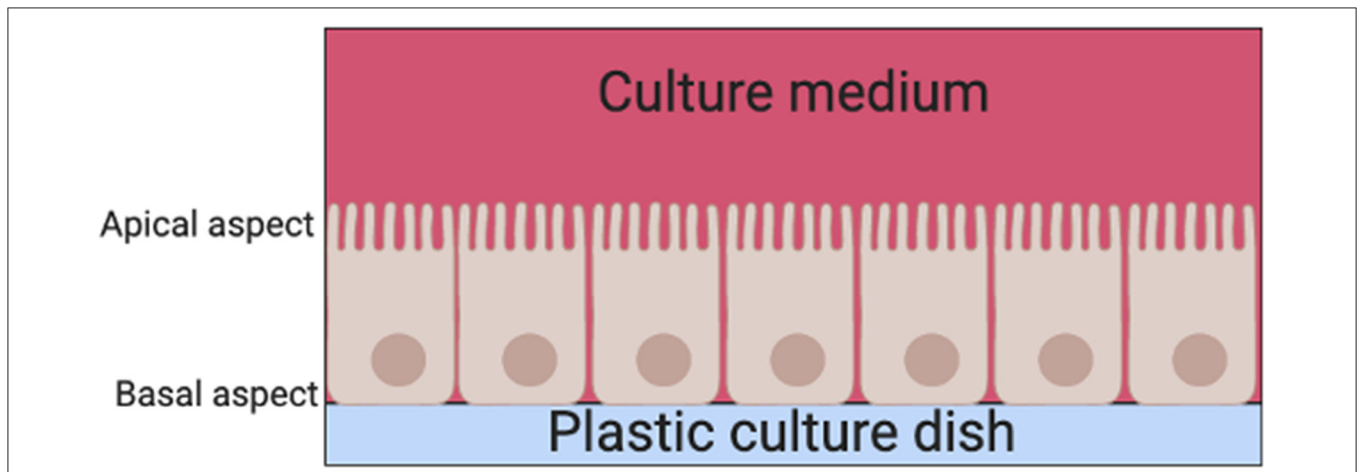 Culture medium
Apical aspect
Basal aspect
Plastic culture dish